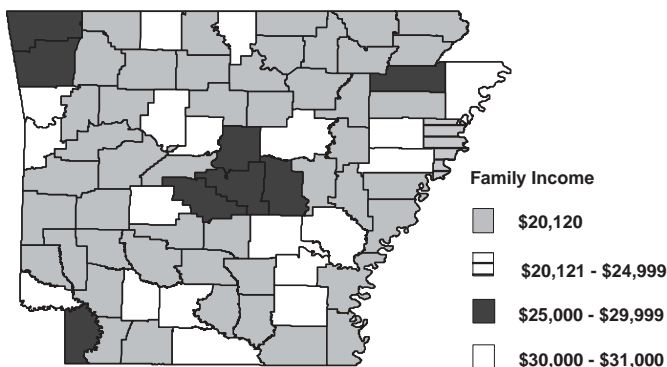 Family Income
$20,120
$20,121 - $24,999
$25,000 - $29,999
$30,000 - $31,000